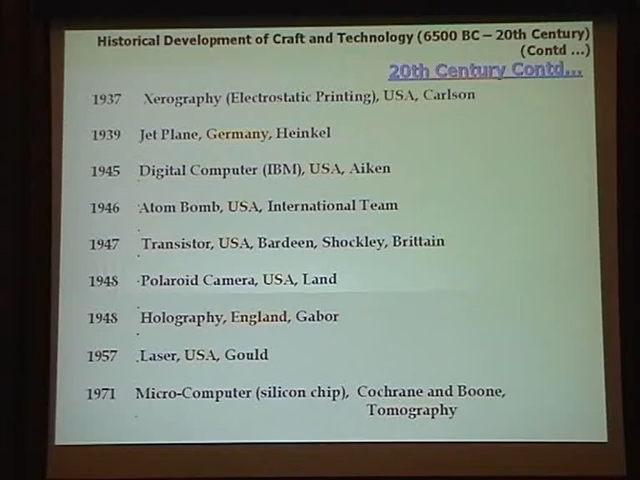 Historical Development of Craft and Technology (6500 BC – 20th Century)
(Contd ...)
20th Century Contd...
1937 Xerography (Electrostatic Printing), USA, Carlson
1939 Jet Plane, Germany, Heinkel
1945 Digital Computer (IBM), USA, Aiken
1946 Atom Bomb, USA, International Team
1947 Transistor, USA, Bardeen, Shockley, Brittain
1948 Polaroid Camera, USA, Land
1948 Holography, England, Gabor
1957 Laser, USA, Gould
1971 Micro-Computer (silicon chip), Cochrane and Boone,
Tomography